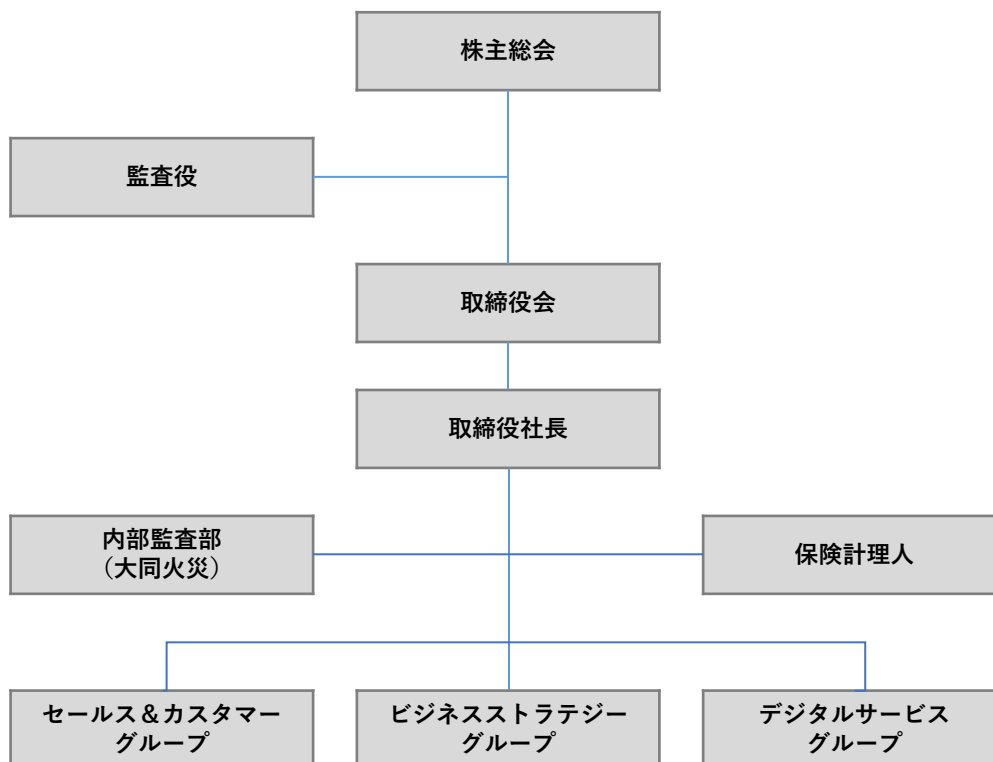 株主総会
監査役
取締役会
取締役社長
内部監査部
（大同火災）
保険計理人
セールス＆カスタマー
グループ
ビジネスストラテジー
グループ
デジタルサービス
グループ